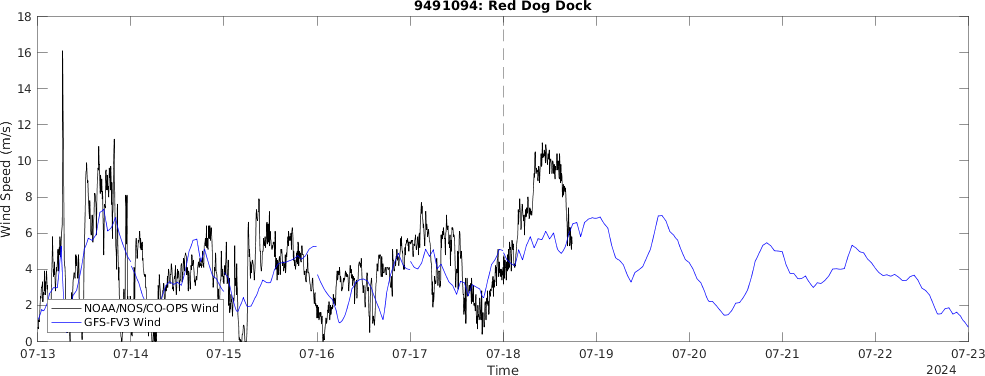 9491094: Red Dog Dock
Wind Speed (m/s)
18
16
14
12
10
8
6
4
2
0
NOAA/NOS/CO-OPS Wind
GFS-FV3 Wind
07-13 07-14 07-15 07-16 07-17 07-18 07-19 07-20 07-21 07-22 07-23
Time
2024